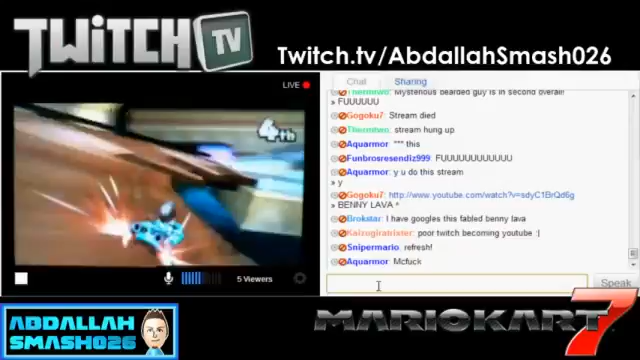 TWiTCH TV
Twitch.tv/AbdallahSmash026
LIVE
4th
5 Viewers
Chat Sharing
Thermitwo: Mysterious bearded guy is in second overall!
» FUUUUUU
Gogoku7: Stream died
Thermitwo: stream hung up
Aquarmor: *** this
Funbrosresendiz999: FUUUUUUUUUUUU
Aquarmor: y u do this stream
» y
Gogoku7: http://www.youtube.com/watch?v=sdyC1BrQd6g
» BENNY LAVA ^
Brokstar: I have googles this fabled benny lava
Kaizugiratrister: poor twitch becoming youtube :|
Snipermario: refresh!
Aquarmor: Mcfuck
Speak
ABDALLAH
SMASH026
MARIOKART 7